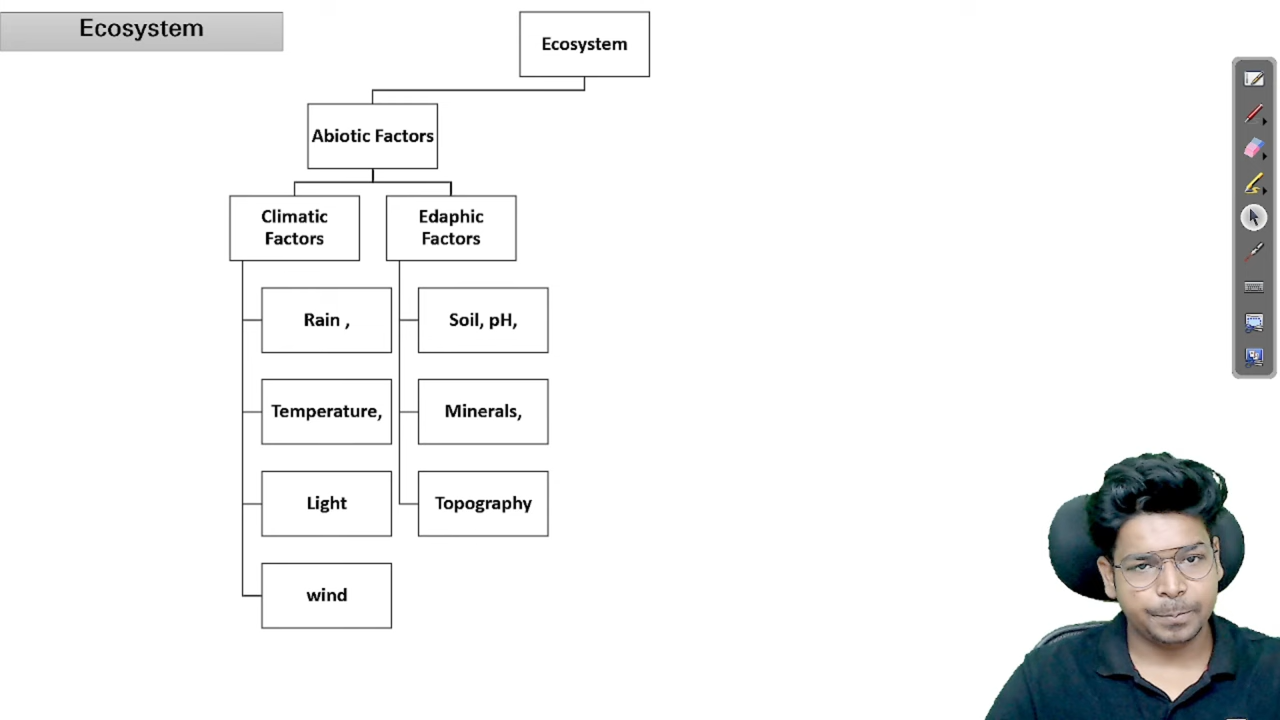 Ecosystem
Ecosystem
Abiotic Factors
Climatic
Factors
Edaphic
Factors
Rain ,
Soil, pH,
Temperature,
Minerals,
Light
Topography
wind